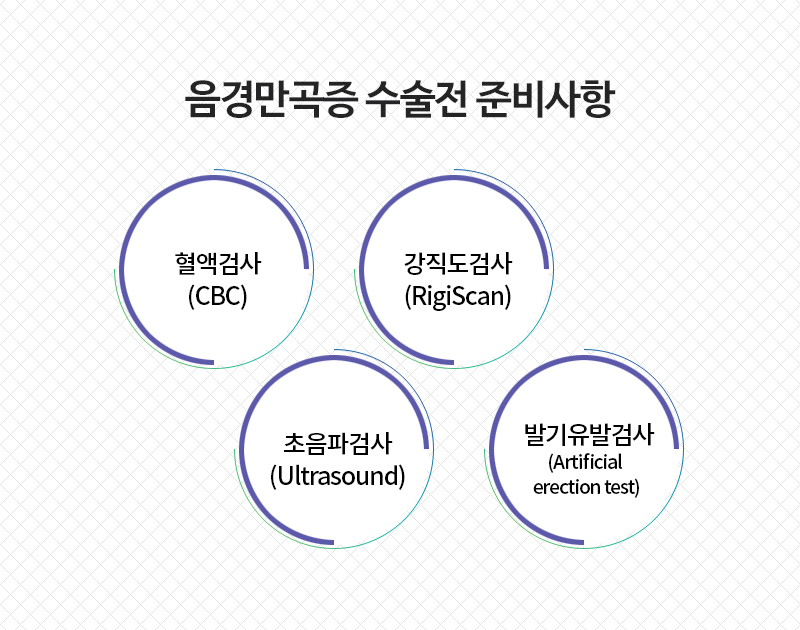 음경만곡증 수술전 준비사항
혈액검사
(CBC)
강직도검사
(RigiScan)
초음파검사
(Ultrasound)
발기유발검사
(Artificial
erection test)